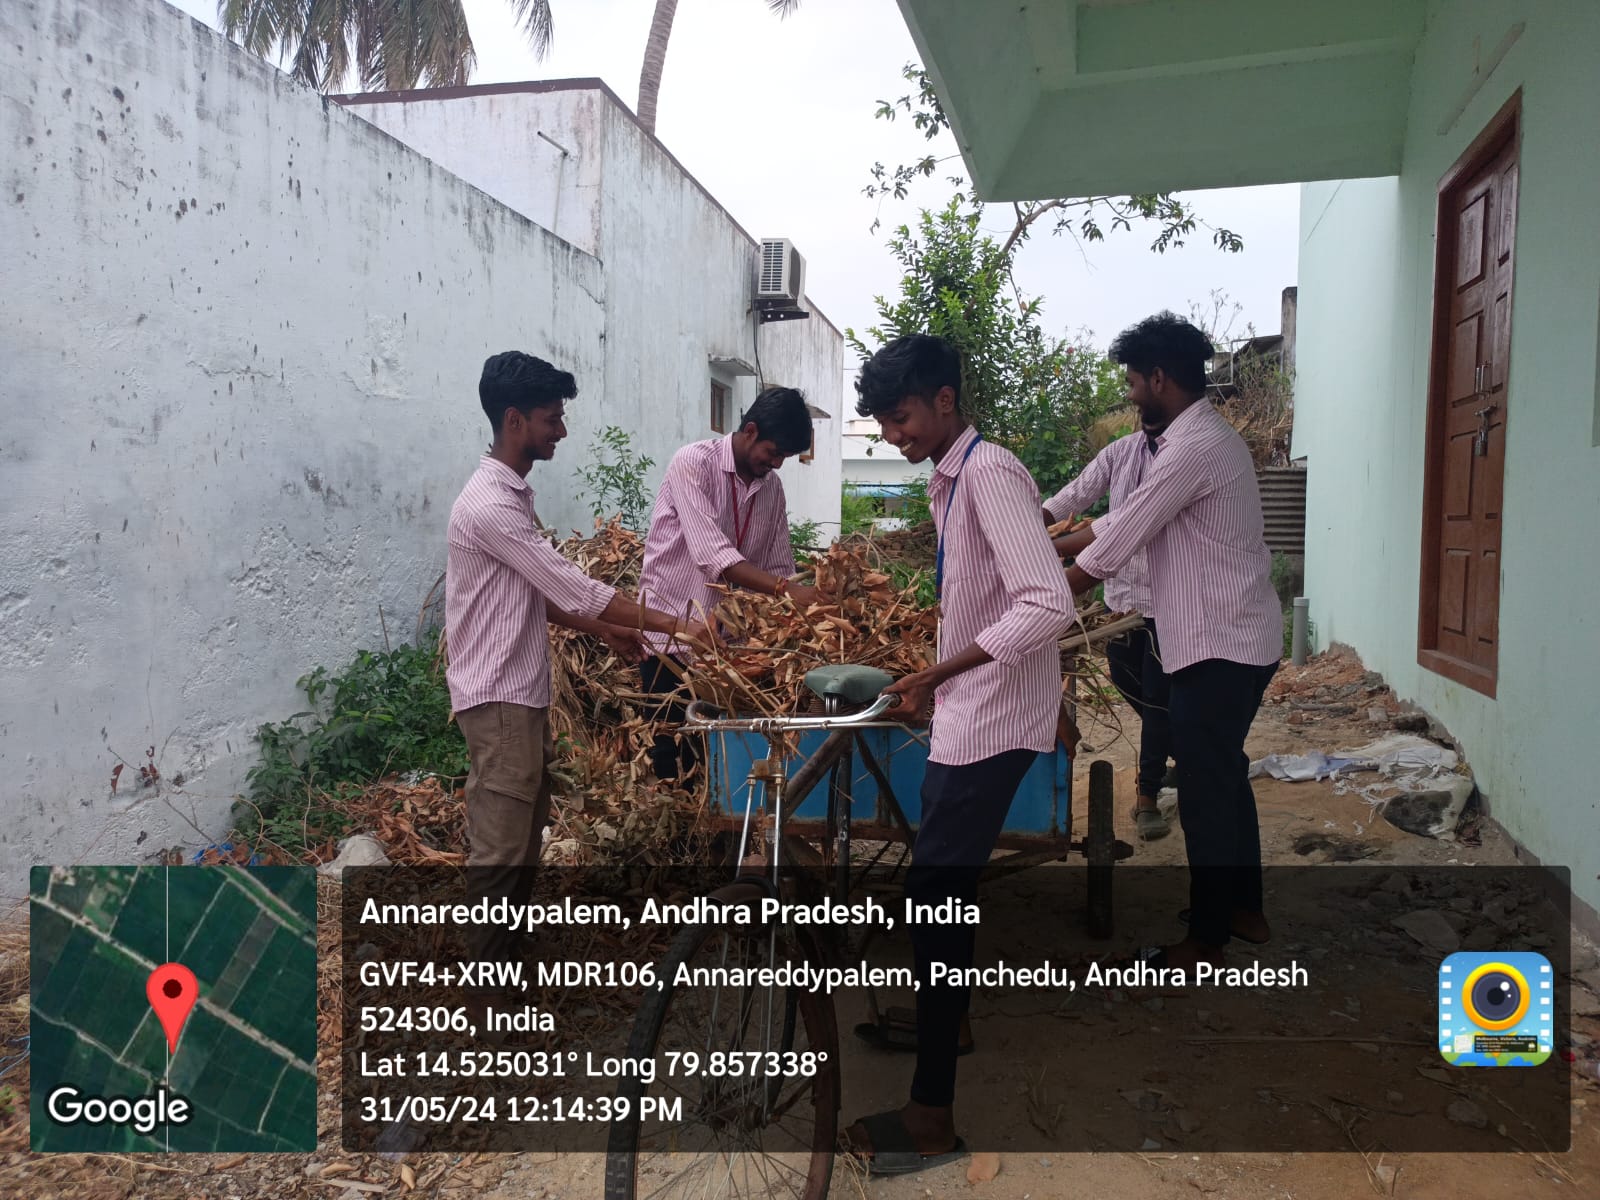 Annareddypalem, Andhra Pradesh, India
GVF4+XRW, MDR106, Annareddypalem, Panchedu, Andhra Pradesh
524306, India
Lat 14.525031° Long 79.857338°
31/05/24 12:14:39 PM
Google